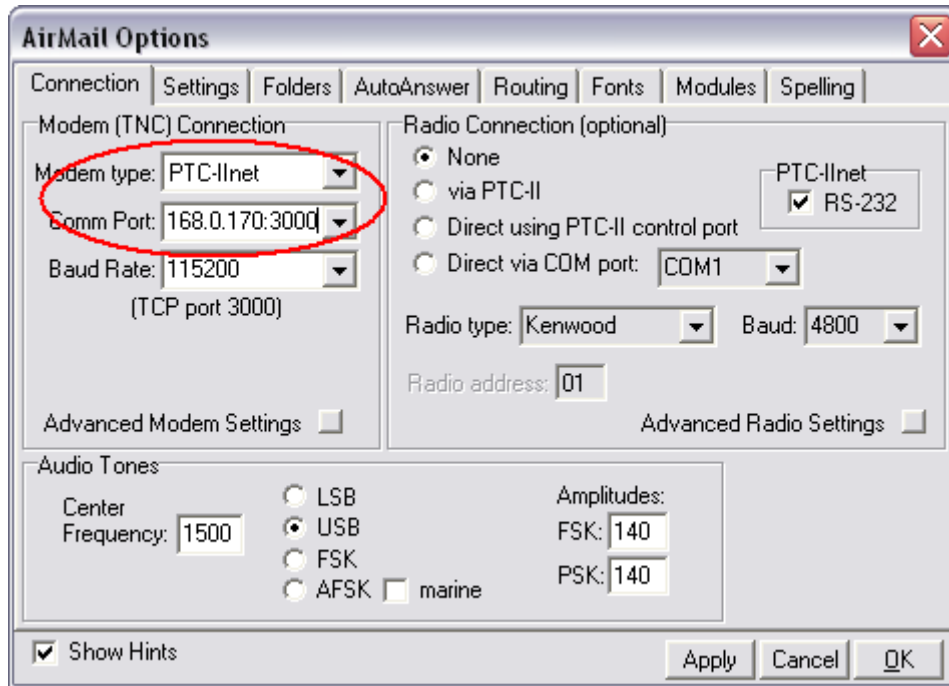 AirMail Options
Connection Settings Folders AutoAnswer Routing Fonts Modules Spelling
Modem (TNC) Connection
Modem type: PTC-IInet
Comm Port: 168.0.170:3000
Baud Rate: 115200
(TCP port 3000)
Advanced Modem Settings
Radio Connection (optional)
None
via PTC-II
Direct using PTC-II control port
Direct via COM port: COM1
PTC-IInet
RS-232
Radio type: Kenwood Baud: 4800
Radio address: 01
Advanced Radio Settings
Audio Tones
Center
Frequency: 1500
LSB
USB
FSK
AFSK marine
Amplitudes:
FSK: 140
PSK: 140
Show Hints
Apply Cancel OK